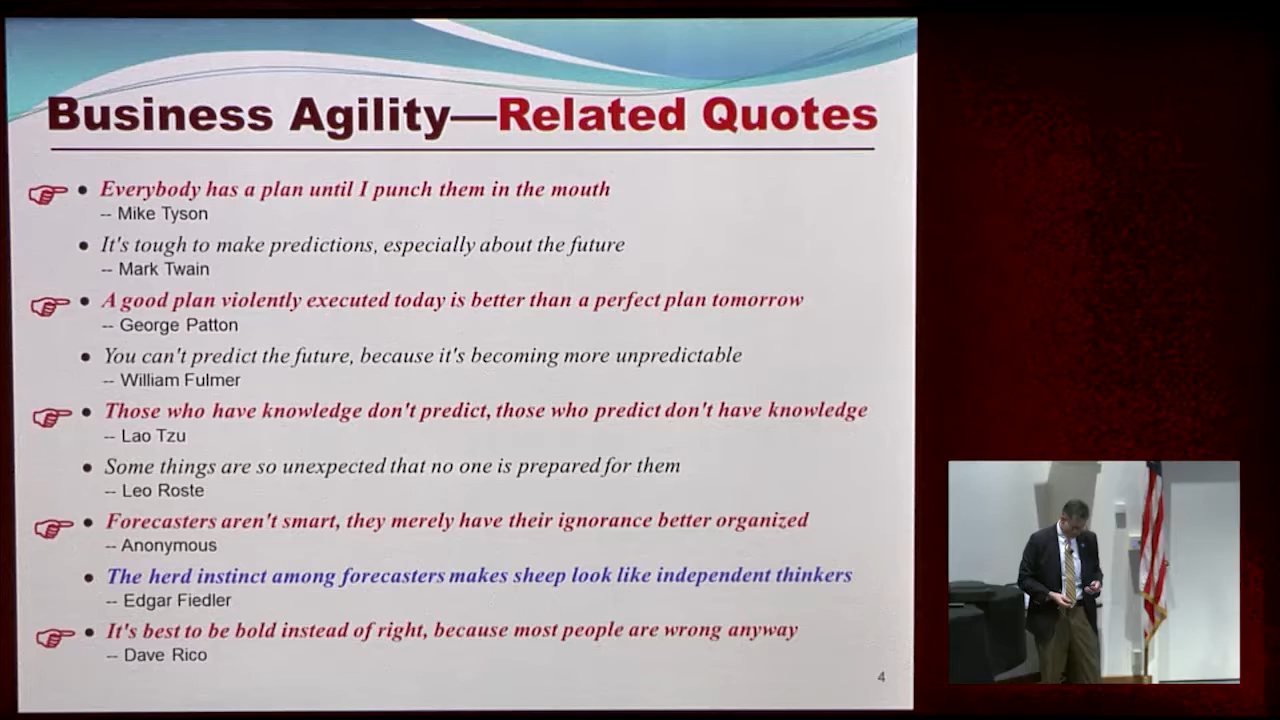 Business Agility—Related Quotes
• Everybody has a plan until I punch them in the mouth
-- Mike Tyson
• It's tough to make predictions, especially about the future
-- Mark Twain
• A good plan violently executed today is better than a perfect plan tomorrow
-- George Patton
• You can't predict the future, because it's becoming more unpredictable
-- William Fulmer
• Those who have knowledge don't predict, those who predict don't have knowledge
-- Lao Tzu
• Some things are so unexpected that no one is prepared for them
-- Leo Roste
• Forecasters aren't smart, they merely have their ignorance better organized
-- Anonymous
• The herd instinct among forecasters makes sheep look like independent thinkers
-- Edgar Fiedler
• It's best to be bold instead of right, because most people are wrong anyway
-- Dave Rico
4